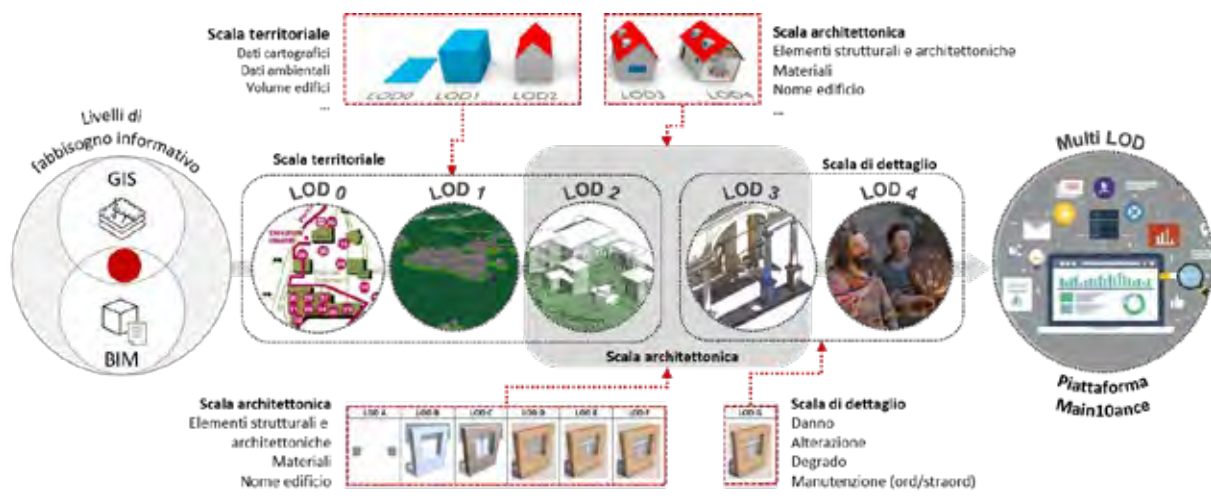 Scala territoriale
Dati cartografici
Dati ambientali
Volume edifici
...
LOD0 LOD1 LOD2
LOD3 LOD4
Scala architettonica
Elementi strutturali e architettoniche
Materiali
Nome edificio
...
Livelli di
fabbisogno informativo
GIS
BIM
Scala territoriale
LOD 0
LOD 1
LOD 2
LOD 3
LOD 4
Scala di dettaglio
Scala architettonica
Multi LOD
Piattaforma
Main10ance
Scala architettonica
Elementi strutturali e
architettoniche
Materiali
Nome edificio
LOD A LOD B LOD C LOD D LOD E LOD F
LOD G
Scala di dettaglio
Danno
Alterazione
Degrado
Manutenzione (ord/straord)